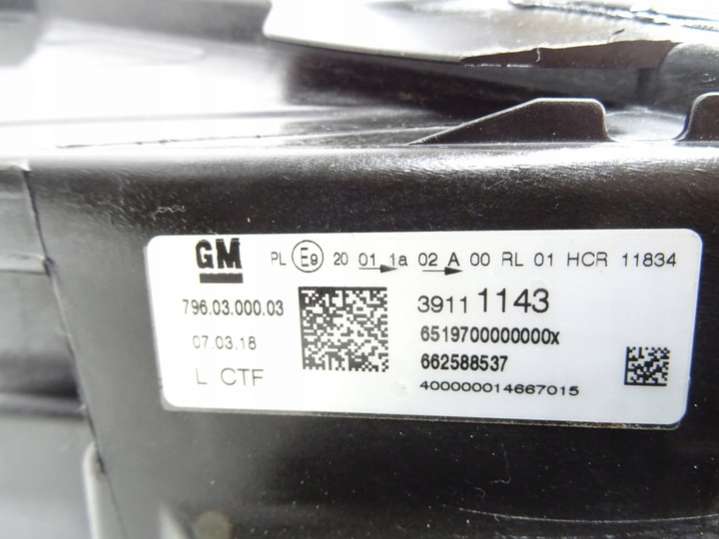 GM PL E9 20 01 1a 02 A 00 RL 01 HCR 11834
796.03.000.03 39111143
6519700000000x
07.03.18 662588537
L CTF 400000014667015